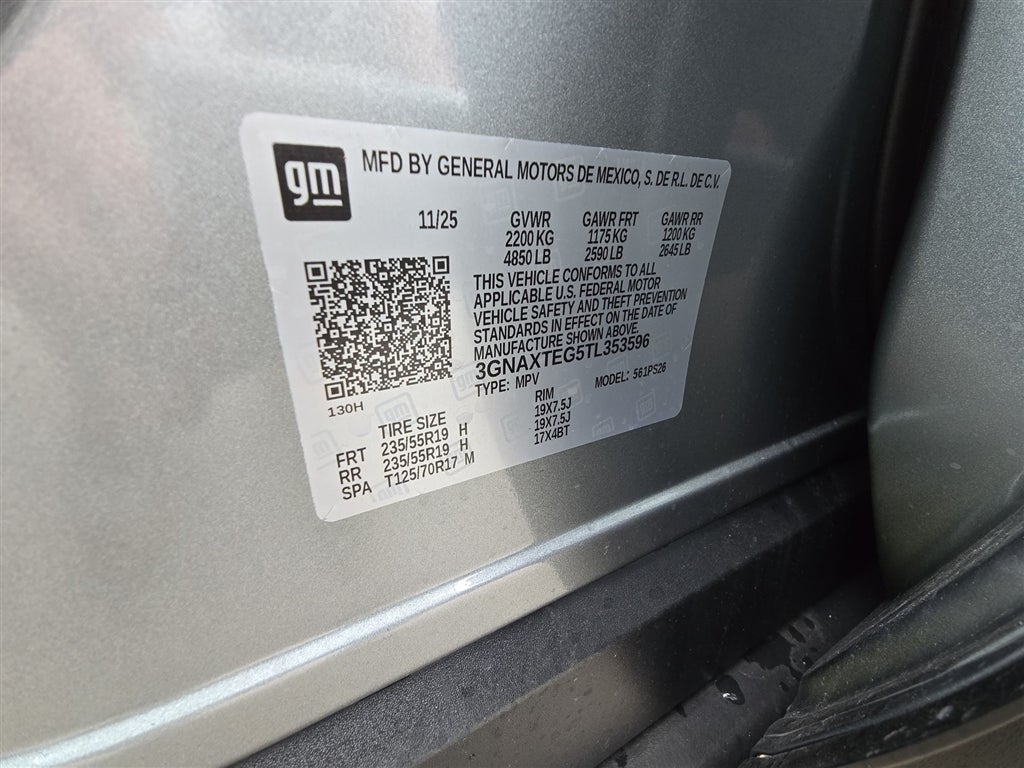 gm
MFD BY GENERAL MOTORS DE MEXICO, S. DE R.L. DE C.V.
11/25 GVWR GAWR FRT GAWR RR
2200 KG 1175 KG 1200 KG
4850 LB 2590 LB 2645 LB
THIS VEHICLE CONFORMS TO ALL
APPLICABLE U.S. FEDERAL MOTOR
VEHICLE SAFETY AND THEFT PREVENTION
STANDARDS IN EFFECT ON THE DATE OF
MANUFACTURE SHOWN ABOVE.
3GNAXTEG5TL353596
TYPE: MPV MODEL: 561PS26
130H
TIRE SIZE RIM
FRT 235/55R19 H 19X7.5J
RR 235/55R19 H 19X7.5J
SPA T125/70R17 M 17X4BT